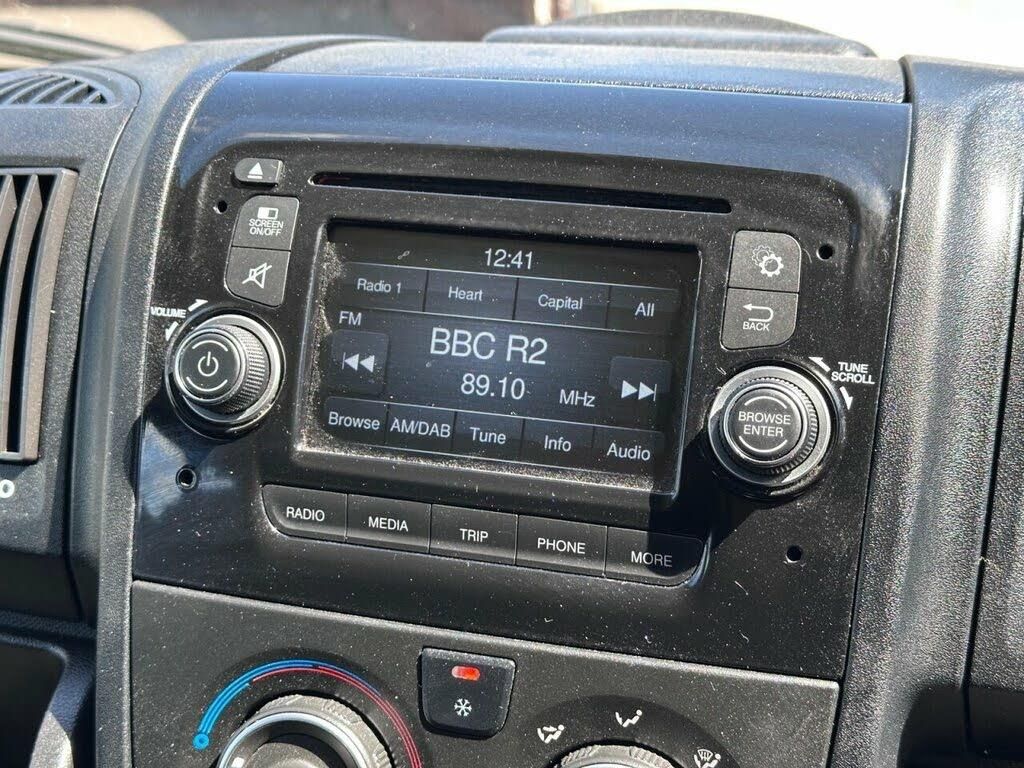 SCREEN
ON/OFF
12:41
Radio 1 Heart Capital All
FM
BBC R2
89.10 MHz
Browse AM/DAB Tune Info Audio
VOLUME
BACK
TUNE
SCROLL
BROWSE
ENTER
RADIO MEDIA TRIP PHONE MORE